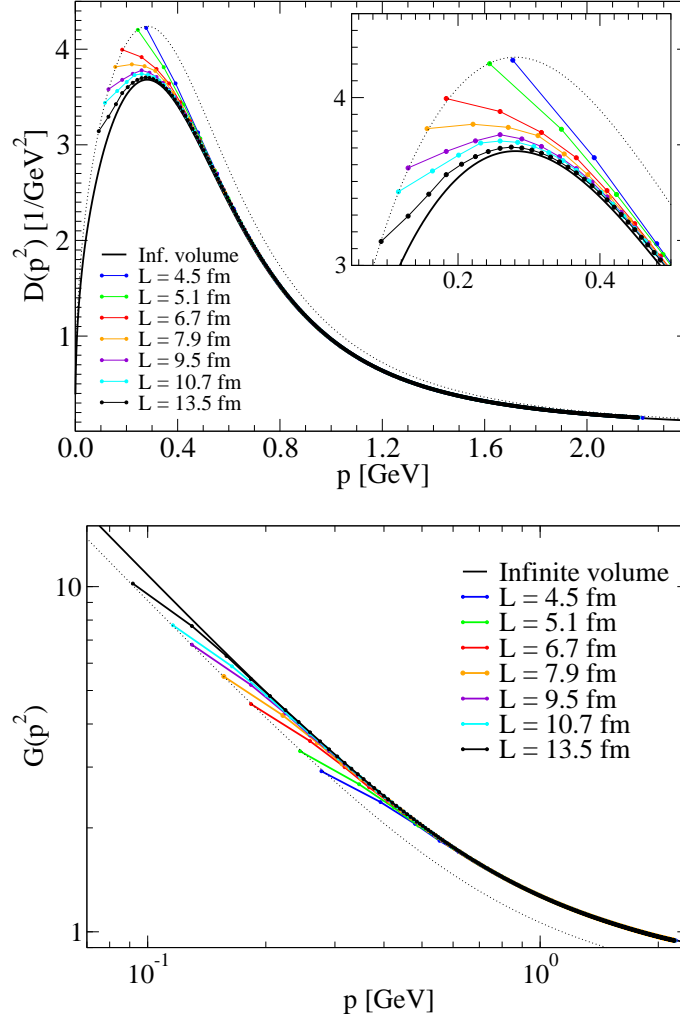 4
3
2
1
D(p²) [1/GeV²]
0.0
0.4
0.8
1.2
1.6
2.0
p [GeV]
Inf. volume
L = 4.5 fm
L = 5.1 fm
L = 6.7 fm
L = 7.9 fm
L = 9.5 fm
L = 10.7 fm
L = 13.5 fm
4
3
0.2
0.4
10
1
G(p²)
10⁻¹
10⁰
p [GeV]
Infinite volume
L = 4.5 fm
L = 5.1 fm
L = 6.7 fm
L = 7.9 fm
L = 9.5 fm
L = 10.7 fm
L = 13.5 fm